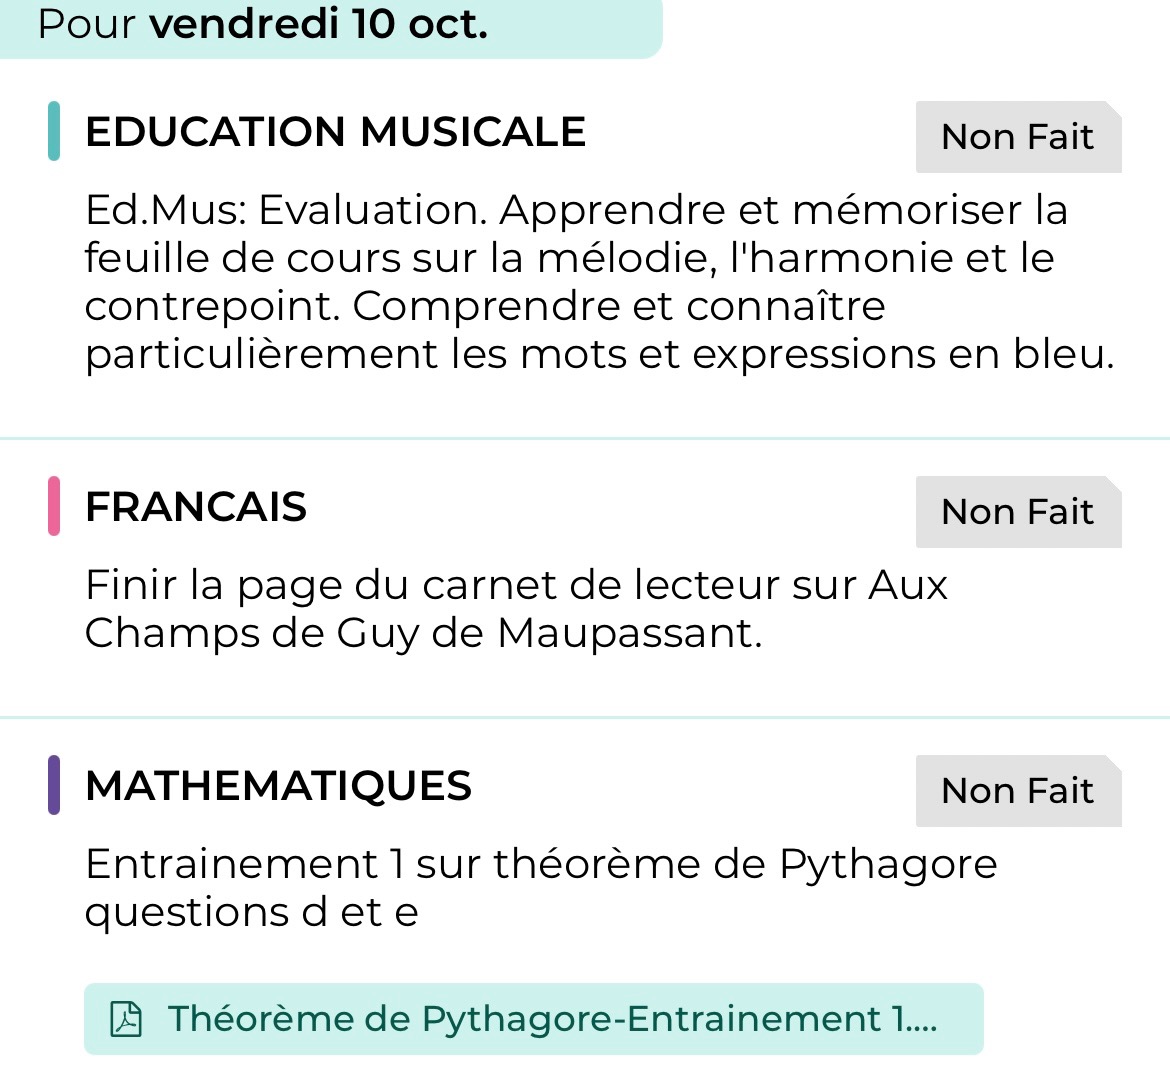 Pour vendredi 10 oct.
EDUCATION MUSICALE
Non Fait
Ed.Mus: Evaluation. Apprendre et mémoriser la
feuille de cours sur la mélodie, l'harmonie et le
contrepoint. Comprendre et connaître
particulièrement les mots et expressions en bleu.
FRANCAIS
Non Fait
Finir la page du carnet de lecteur sur Aux
Champs de Guy de Maupassant.
MATHEMATIQUES
Non Fait
Entrainement 1 sur théorème de Pythagore
questions d et e
Théorème de Pythagore-Entrainement 1....